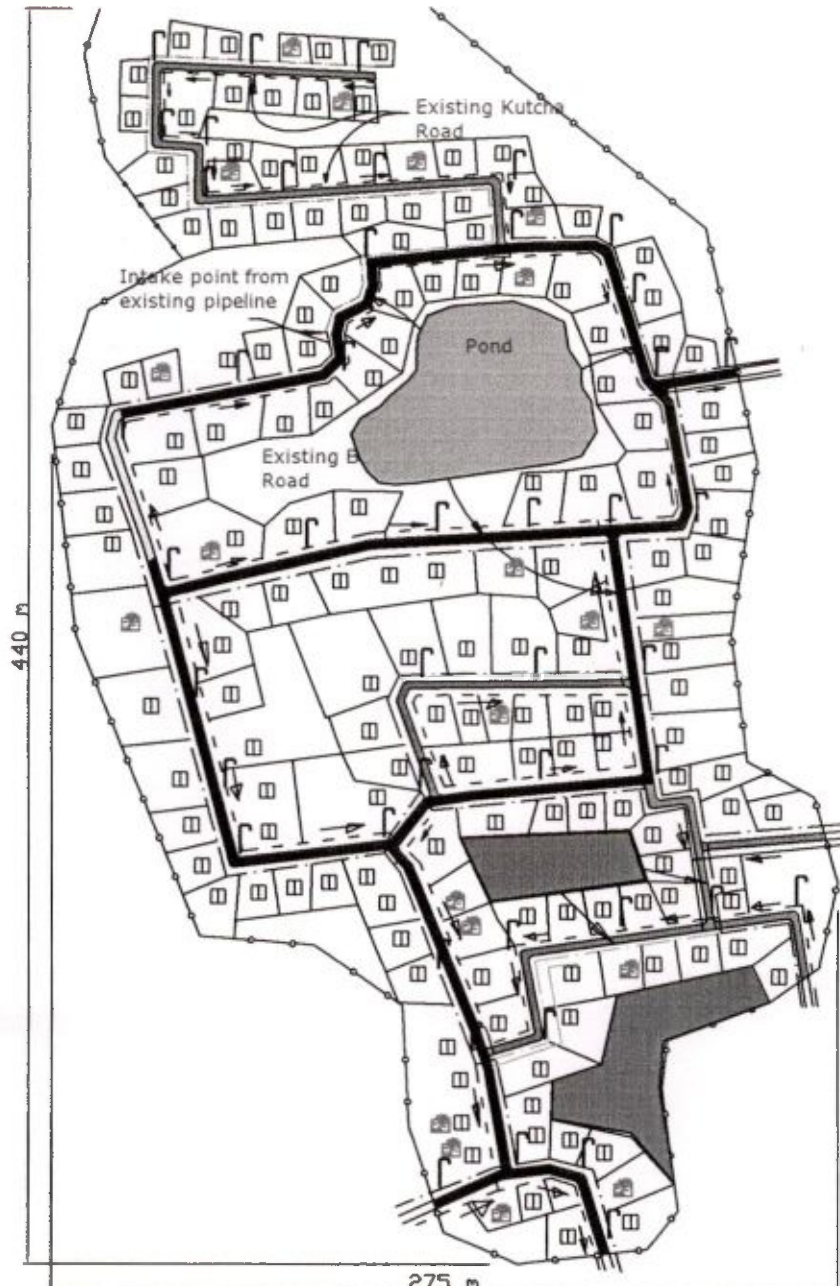 Existing Kutcha
Road
Intake point from
existing pipeline
Pond
Existing B
Road
440 m
275 m